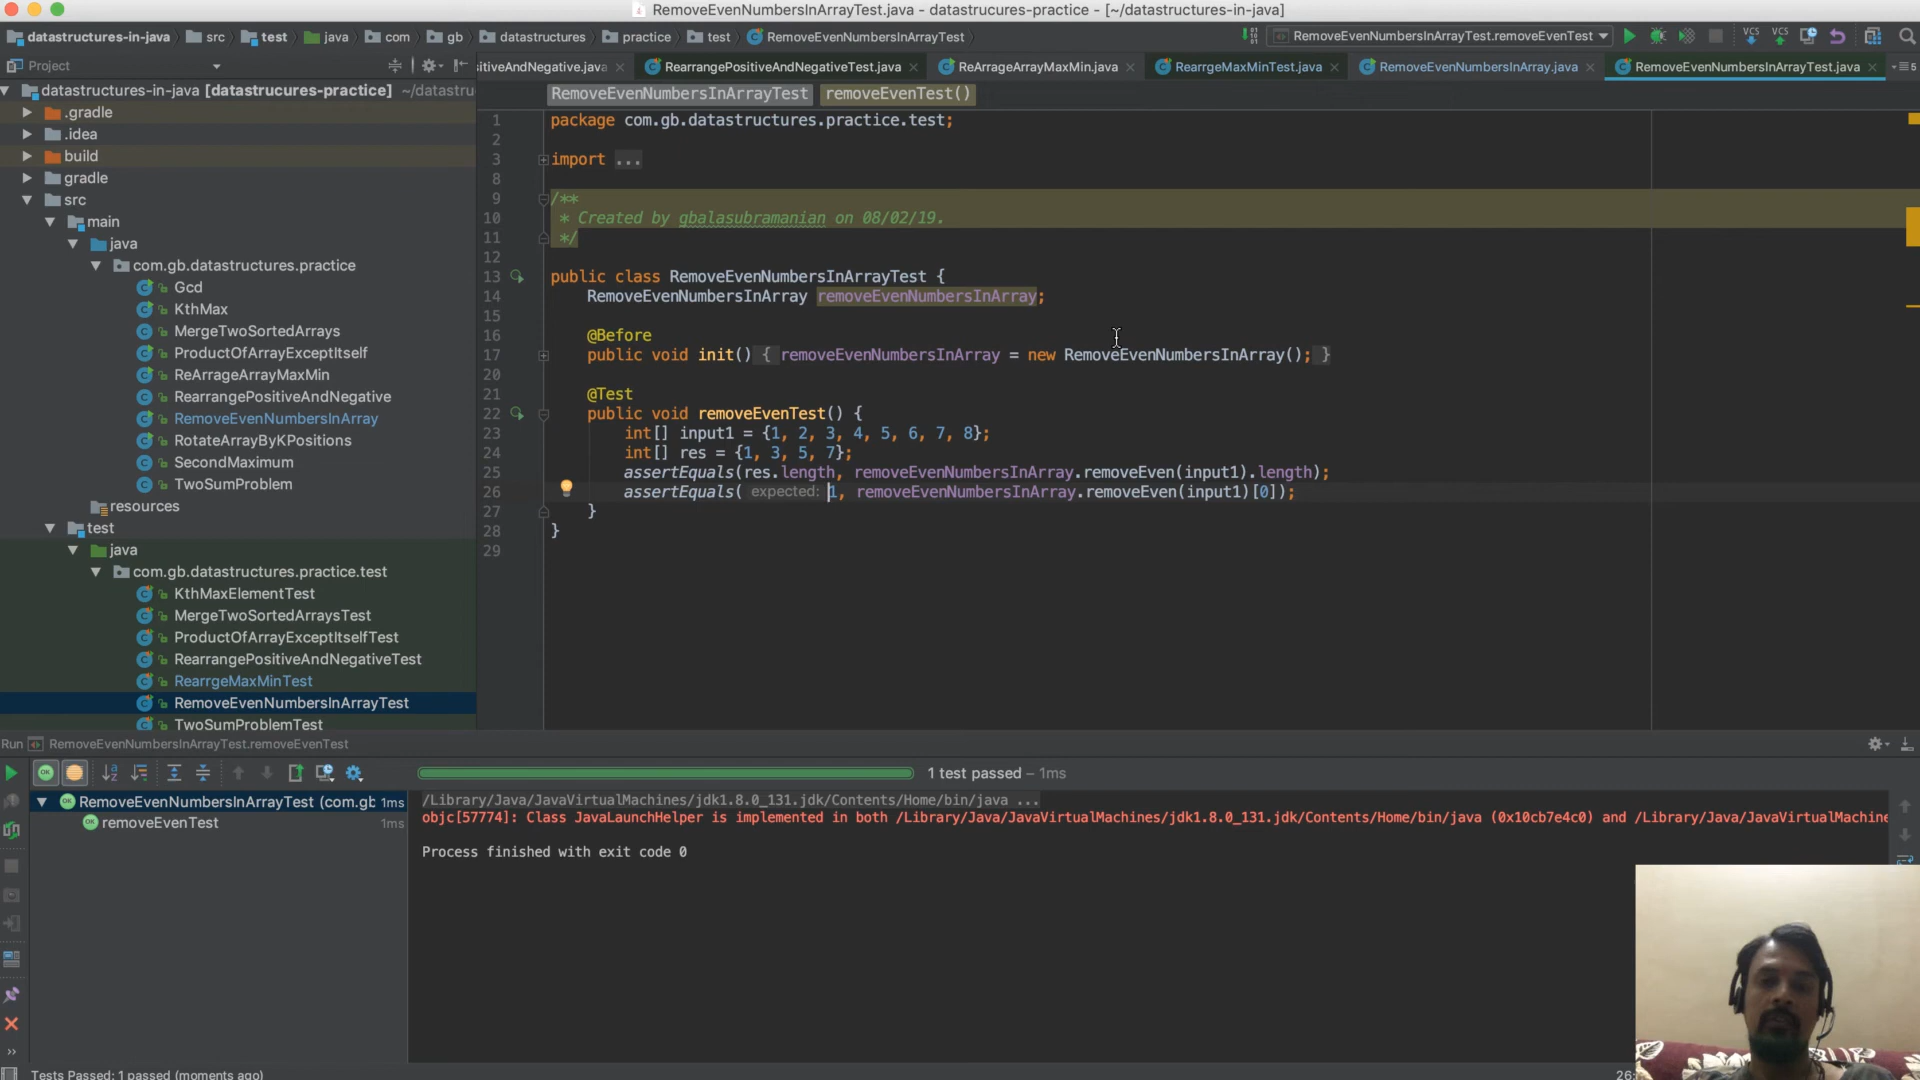 RemoveEvenNumbersInArrayTest.java - datastrucures-practice - [~/datastructures-in-java]
datastructures-in-java src test java com gb datastructures practice test RemoveEvenNumbersInArrayTest RemoveEvenNumbersInArrayTest.removeEvenTest VCS VCS
Project
sitiveAndNegative.java RearrangePositiveAndNegativeTest.java ReArrageArrayMaxMin.java RearrgeMaxMinTest.java RemoveEvenNumbersInArray.java RemoveEvenNumbersInArrayTest.java 5
datastructures-in-java [datastrucures-practice] ~/datastru
.gradle
.idea
build
gradle
src
main
java
com.gb.datastructures.practice
Gcd
KthMax
MergeTwoSortedArrays
ProductOfArrayExceptItself
ReArrageArrayMaxMin
RearrangePositiveAndNegative
RemoveEvenNumbersInArray
RotateArrayByKPositions
SecondMaximum
TwoSumProblem
resources
test
java
com.gb.datastructures.practice.test
KthMaxElementTest
MergeTwoSortedArraysTest
ProductOfArrayExceptItselfTest
RearrangePositiveAndNegativeTest
RearrgeMaxMinTest
RemoveEvenNumbersInArrayTest
TwoSumProblemTest
RemoveEvenNumbersInArrayTest removeEvenTest()
1 package com.gb.datastructures.practice.test;
2
3 import ...
8
9 /**
10 * Created by gbalasubramanian on 08/02/19.
11 */
12
13 public class RemoveEvenNumbersInArrayTest {
14 RemoveEvenNumbersInArray removeEvenNumbersInArray;
15
16 @Before
17 public void init() { removeEvenNumbersInArray = new RemoveEvenNumbersInArray(); }
20
21 @Test
22 public void removeEvenTest() {
23 int[] input1 = {1, 2, 3, 4, 5, 6, 7, 8};
24 int[] res = {1, 3, 5, 7};
25 assertEquals(res.length, removeEvenNumbersInArray.removeEven(input1).length);
26 assertEquals( expected: 1, removeEvenNumbersInArray.removeEven(input1)[0]);
27 }
28 }
29
Run RemoveEvenNumbersInArrayTest.removeEvenTest
1 test passed – 1ms
RemoveEvenNumbersInArrayTest (com.gb 1ms
removeEvenTest 1ms
/Library/Java/JavaVirtualMachines/jdk1.8.0_131.jdk/Contents/Home/bin/java ...
objc[57774]: Class JavaLaunchHelper is implemented in both /Library/Java/JavaVirtualMachines/jdk1.8.0_131.jdk/Contents/Home/bin/java (0x10cb7e4c0) and /Library/Java/JavaVirtualMachine
Process finished with exit code 0
Tests Passed: 1 passed (moments ago)
26: